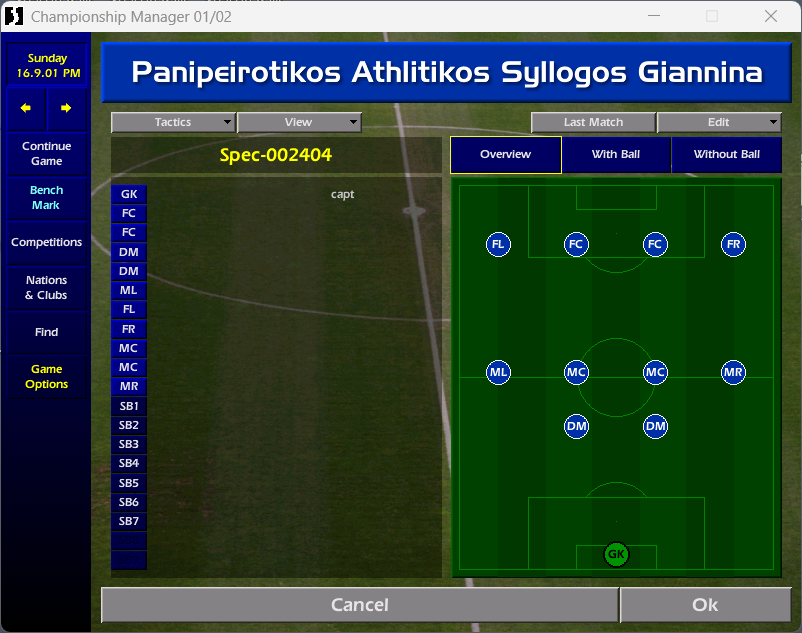 Championship Manager 01/02
Sunday
16.9.01 PM
Panipeirotikos Athlitikos Syllogos Giannina
Continue
Game
Bench
Mark
Competitions
Nations
& Clubs
Find
Game
Options
Tactics
View
Last Match
Edit
Spec-002404
Overview
With Ball
Without Ball
GK capt
FC
FC
DM
DM
ML
FL
FR
MC
MC
MR
SB1
SB2
SB3
SB4
SB5
SB6
SB7
FL FC FC FR
ML MC MC MR
DM DM
GK
Cancel
Ok